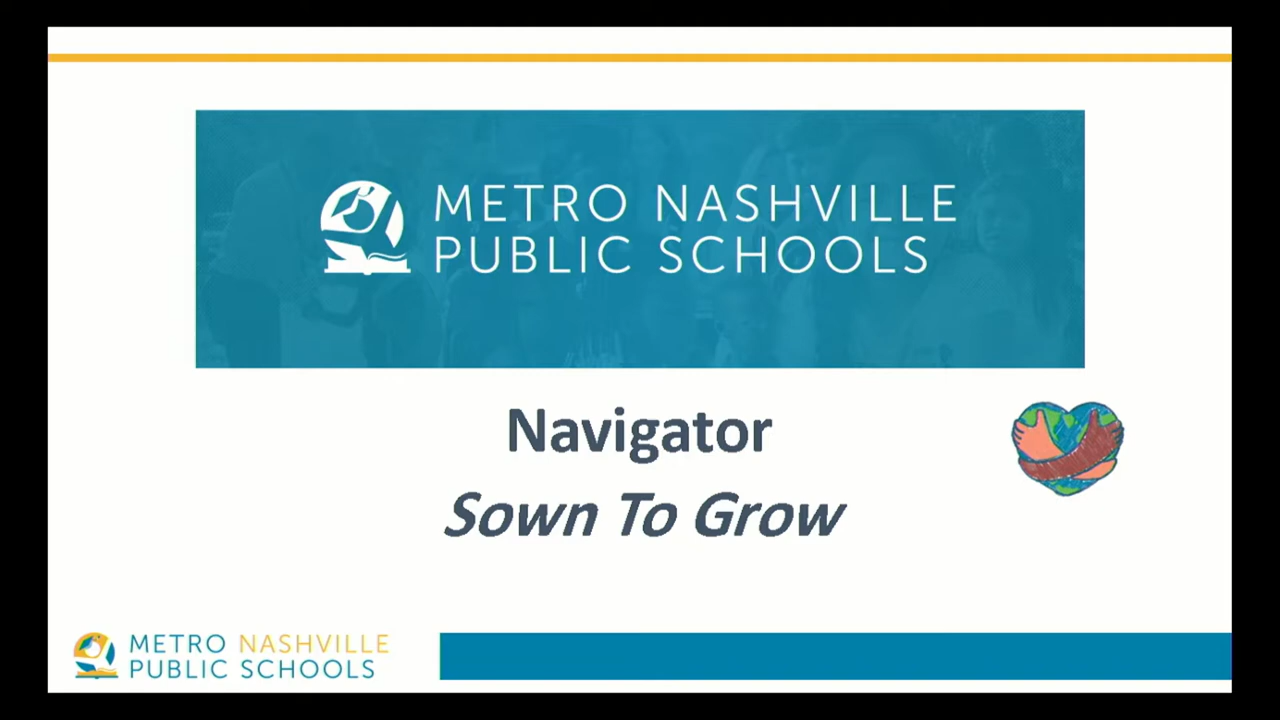 METRO NASHVILLE
PUBLIC SCHOOLS
Navigator
Sown To Grow
METRO NASHVILLE
PUBLIC SCHOOLS